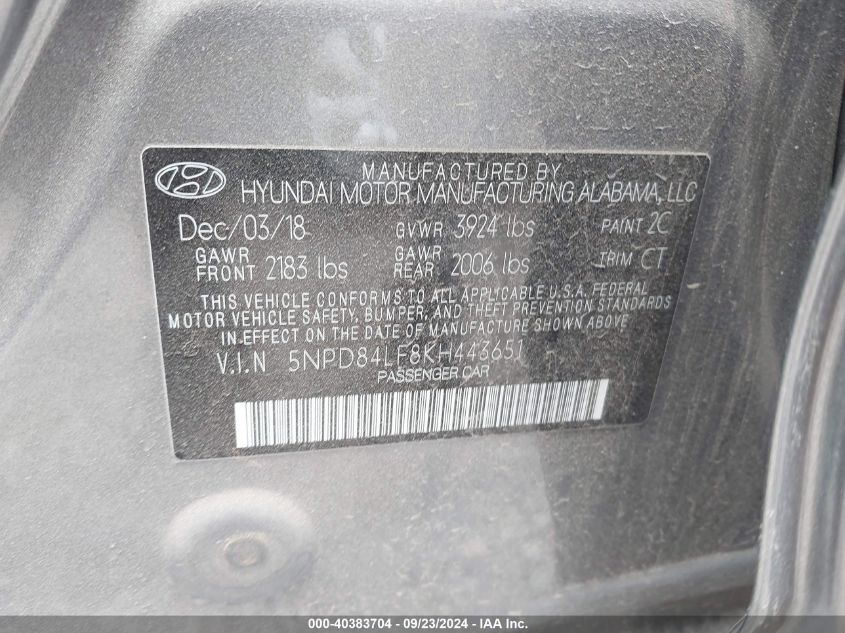 MANUFACTURED BY
HYUNDAI MOTOR MANUFACTURING ALABAMA, LLC
Dec/03/18 GVWR 3924 lbs PAINT 2C
GAWR FRONT 2183 lbs GAWR REAR 2006 lbs TRIM CT
THIS VEHICLE CONFORMS TO ALL APPLICABLE U.S.A. FEDERAL
MOTOR VEHICLE SAFETY, BUMPER, AND THEFT PREVENTION STANDARDS
IN EFFECT ON THE DATE OF MANUFACTURE SHOWN ABOVE
V.I.N 5NPD84LF8KH443651
PASSENGER CAR
000-40383704 - 09/23/2024 - IAA Inc.